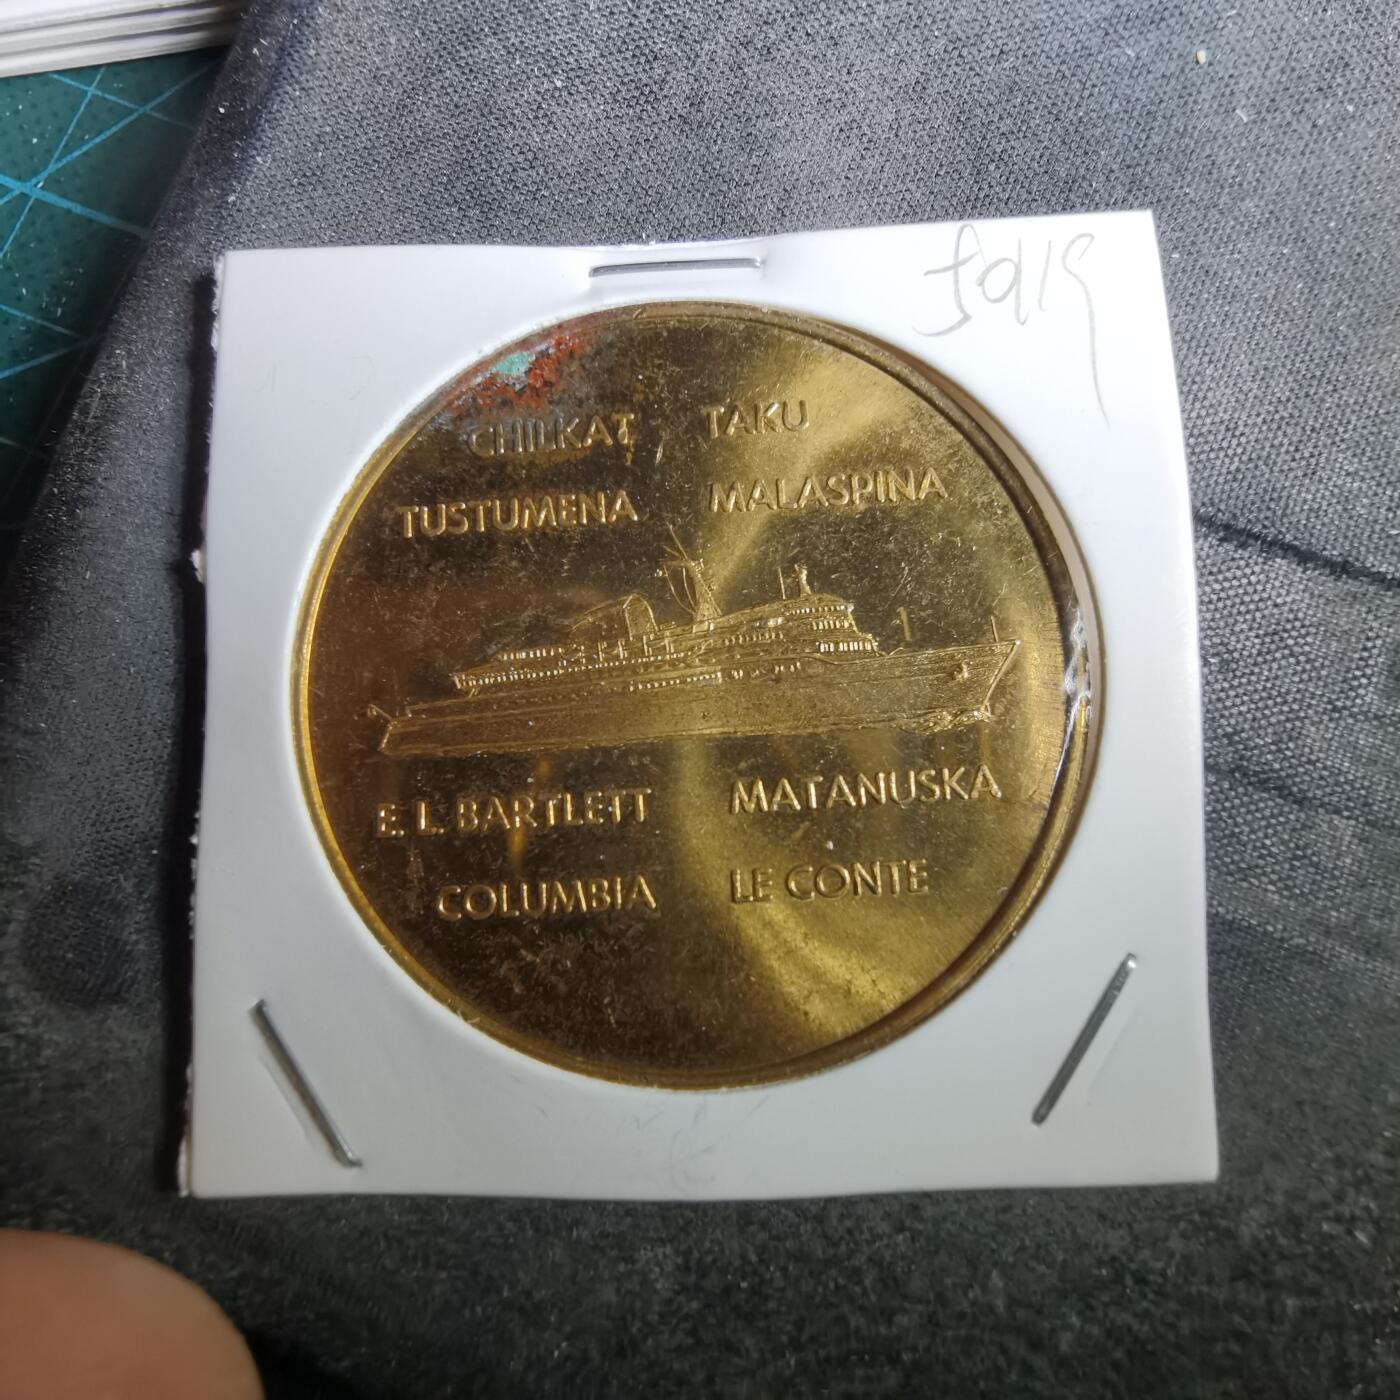 CHILKAT TAKU
TUSTUMENA MALASPINA
E. L. BARTLETT MATANUSKA
COLUMBIA LE CONTE